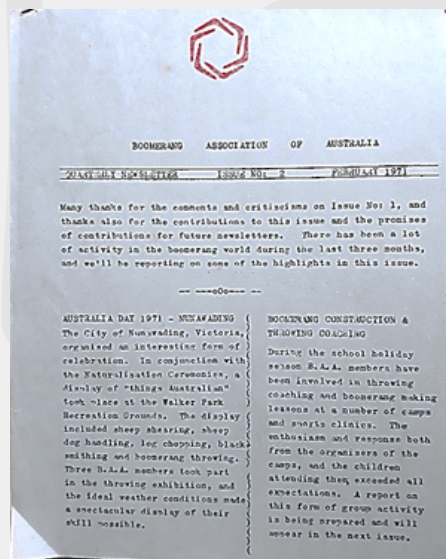 BOOMERANG ASSOCIATION OF AUSTRALIA
QUARTERLY NEWSLETTER ISSUE NO: 2 FEBRUARY 1971
Many thanks for the comments and critiscisms on Issue No: 1, and
thanks also for the contributions to this issue and the promises
of contributions for future newsletters. There has been a lot
of activity in the boomerang world during the last three months,
and we'll be reporting on some of the highlights in this issue.
-- ---oOo--- --
AUSTRALIA DAY 1971 - NUNAWADING
The City of Nunawading, Victoria,
organised an interesting form of
celebration. In conjunction with
the Naturalisation Ceremonies, a
display of "things Australian"
took place at the Walker Park
Recreation Grounds. The display
included sheep shearing, sheep
dog handling, log chopping, black
smithing and boomerang throwing.
Three B.A.A. members took part
in the throwing exhibition, and
the ideal weather conditions made
a spectacular display of their
skill possible.
BOOMERANG CONSTRUCTION &
THROWING COACHING
During the school holiday
season B.A.A. members have
been involved in throwing
coaching and boomerang making
lessons at a number of camps
and sports clinics. The
enthusiasm and response both
from the organisers of the
camps, and the children
attending them exceeded all
expectations. A report on
this form of group activity
is being prepared and will
appear in the next issue.